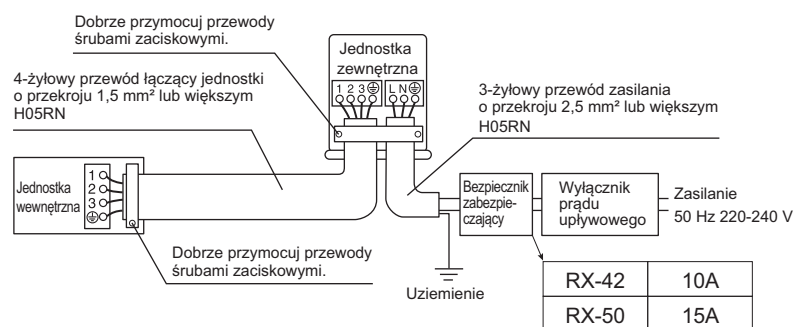 Dobrze przymocuj przewody
śrubami zaciskowymi.
Jednostka
zewnętrzna
1 2 3 ⏚ L N ⏚
4-żyłowy przewód łączący jednostki
o przekroju 1,5 mm² lub większym
H05RN
3-żyłowy przewód zasilania
o przekroju 2,5 mm² lub większym
H05RN
Jednostka
wewnętrzna
1
2
3
⏚
Bezpiecznik
zabezpie-
czający
Wyłącznik
prądu
upływowego
Zasilanie
50 Hz 220-240 V
Dobrze przymocuj przewody
śrubami zaciskowymi.
Uziemienie
RX-42 10A
RX-50 15A